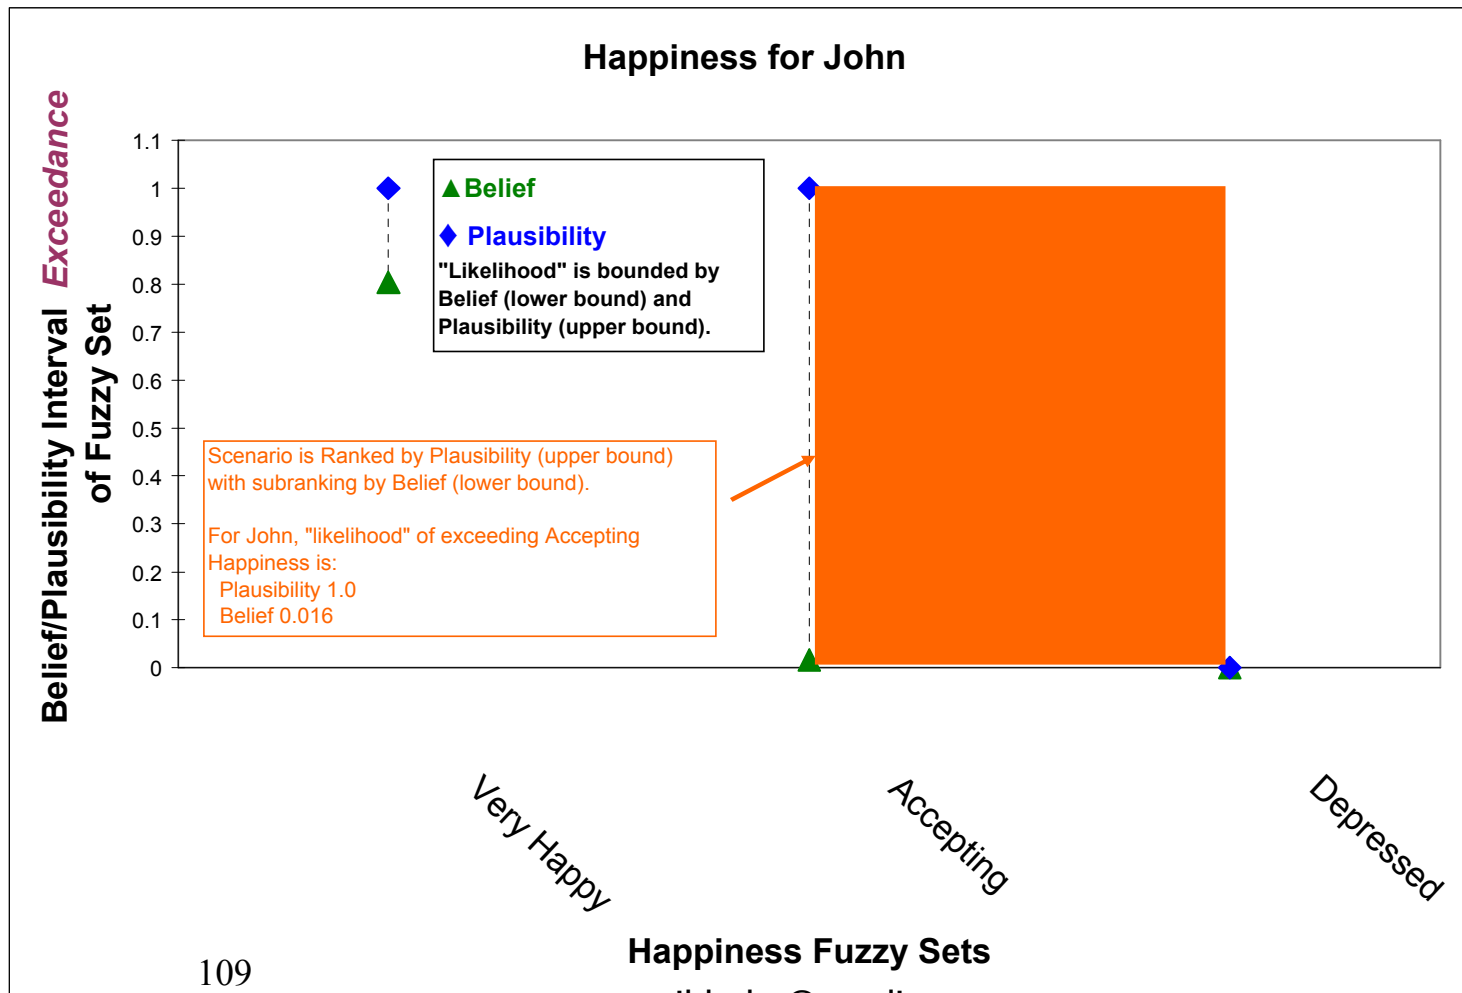 Happiness for John
Belief/Plausibility Interval Exceedance
of Fuzzy Set
1.1
1
0.9
0.8
0.7
0.6
0.5
0.4
0.3
0.2
0.1
0
Belief
Plausibility
"Likelihood" is bounded by
Belief (lower bound) and
Plausibility (upper bound).
Scenario is Ranked by Plausibility (upper bound)
with subranking by Belief (lower bound).
For John, "likelihood" of exceeding Accepting
Happiness is:
Plausibility 1.0
Belief 0.016
Very Happy
Accepting
Depressed
Happiness Fuzzy Sets
109